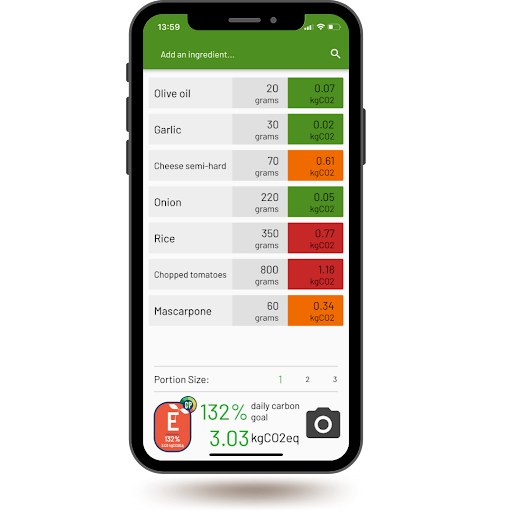 13:59
Add an ingredient...
Olive oil 20 grams 0.07 kgCO2
Garlic 30 grams 0.02 kgCO2
Cheese semi-hard 70 grams 0.61 kgCO2
Onion 220 grams 0.05 kgCO2
Rice 350 grams 0.77 kgCO2
Chopped tomatoes 800 grams 1.18 kgCO2
Mascarpone 60 grams 0.34 kgCO2
Portion Size: 1 2 3
È
132%
3.03 kgCO2eq
132% daily carbon goal
3.03 kgCO2eq